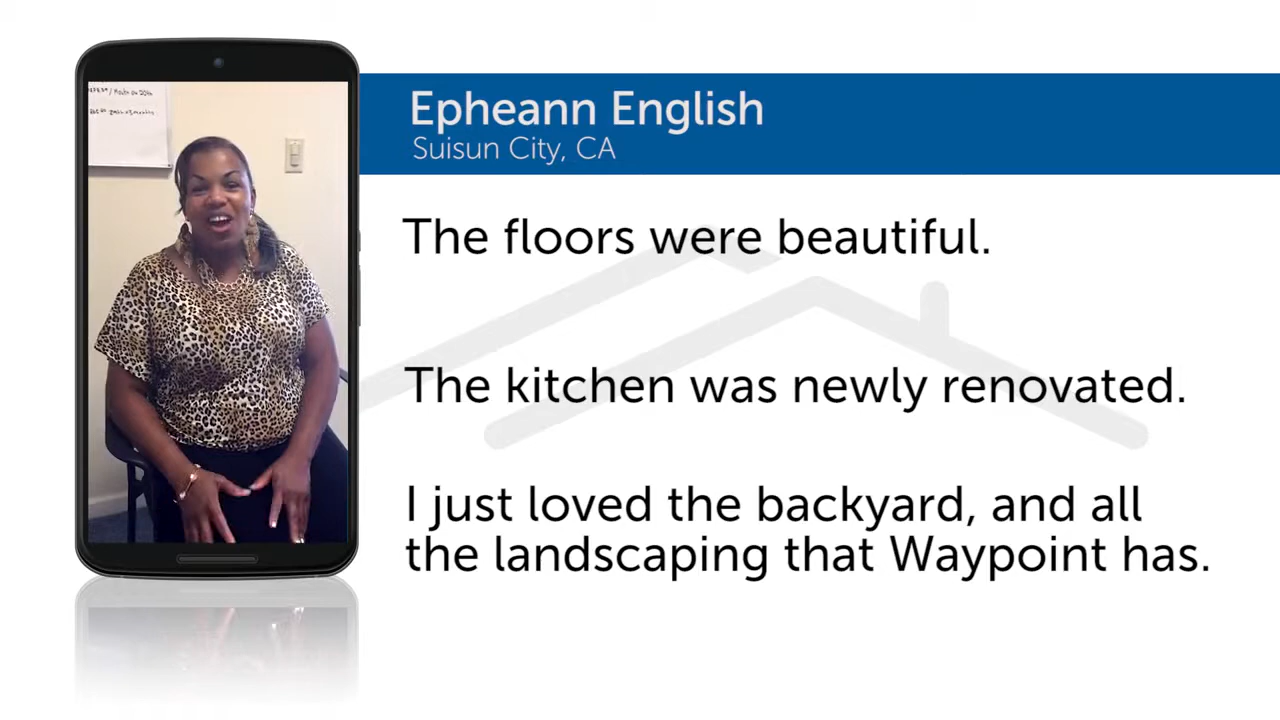 Epheann English
Suisun City, CA
The floors were beautiful.
The kitchen was newly renovated.
I just loved the backyard, and all
the landscaping that Waypoint has.